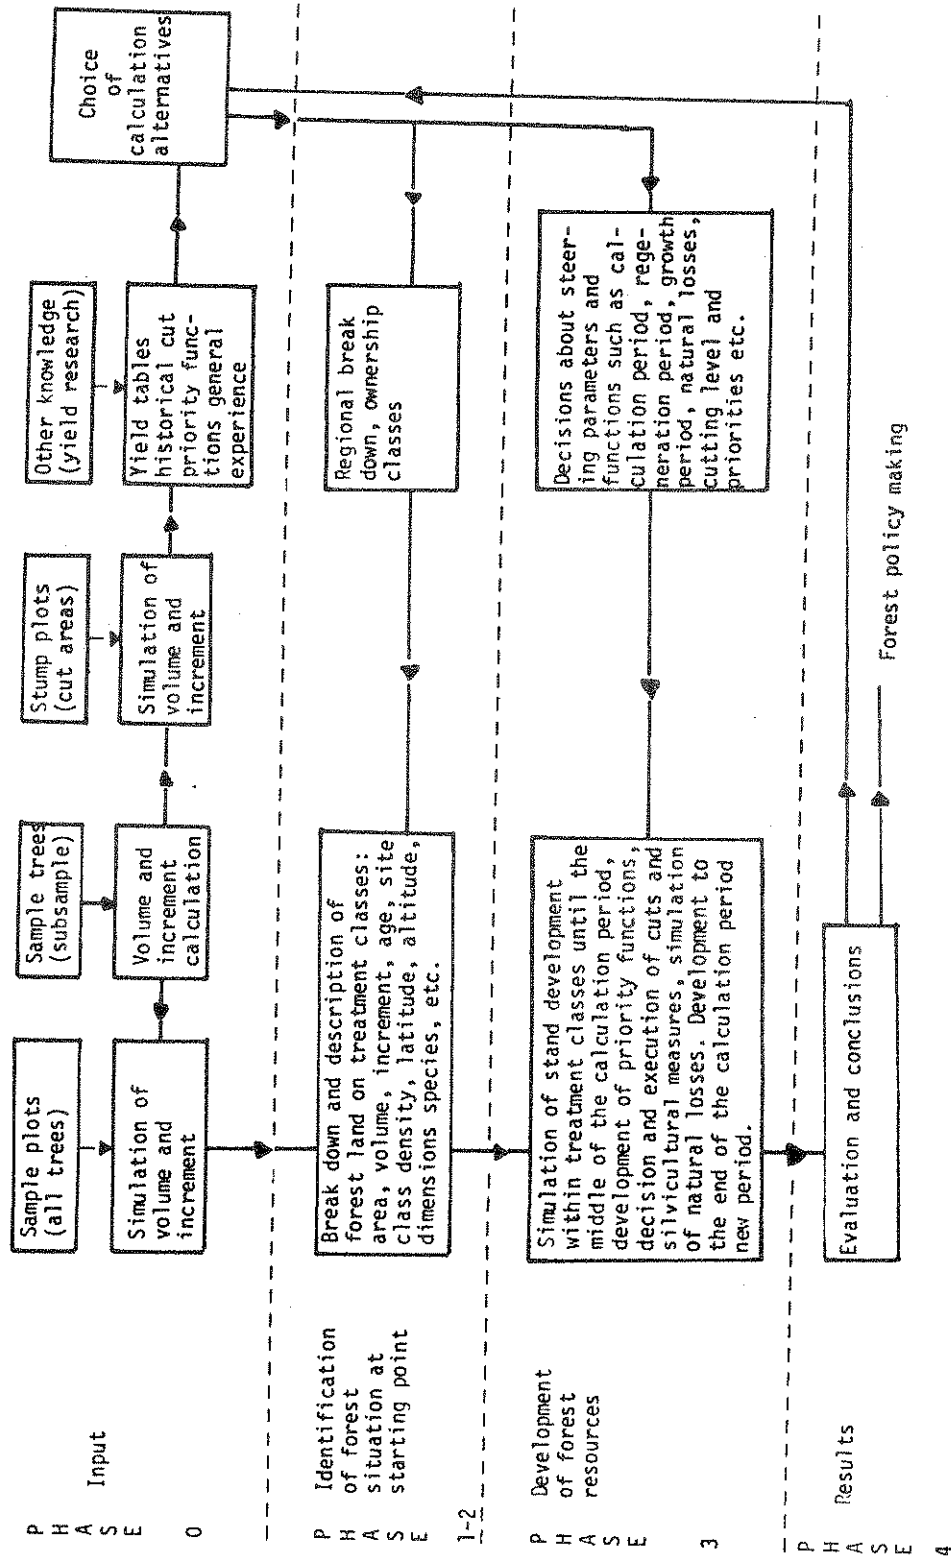 P
H
A
S
E
0
Input
Sample plots
(all trees)
Sample trees
(subsample)
Stump plots
(cut areas)
Other knowledge
(yield research)
Simulation of
volume and
increment
Volume and
increment
calculation
Simulation of
volume and
increment
Yield tables
historical cut
priority func-
tions general
experience
Choice
of
calculation
alternatives
P
H
A
S
E
1-2
Identification
of forest
situation at
starting point
Break down and description of
forest land on treatment classes:
area, volume, increment, age, site
class density, latitude, altitude,
dimensions species, etc.
Regional break
down, ownership
classes
P
H
A
S
E
3
Development
of forest
resources
Simulation of stand development
within treatment classes until the
middle of the calculation period,
development of priority functions,
decision and execution of cuts and
silvicultural measures, simulation
of natural losses. Development to
the end of the calculation period
new period.
Decisions about steer-
ing parameters and
functions such as cal-
culation period, rege-
neration period, growth
period, natural losses,
cutting level and
priorities etc.
P
H
A
S
E
4
Results
Evaluation and conclusions
Forest policy making